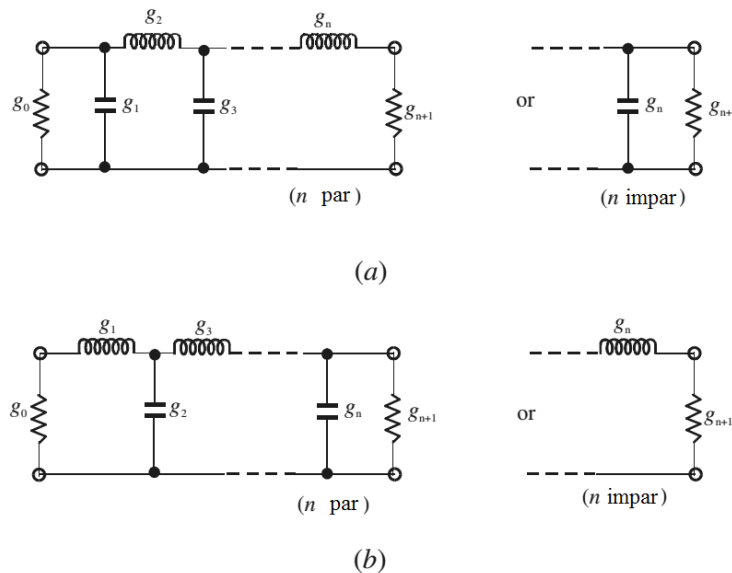 g2 gn
g0 g1 g3 gn+1 or gn gn+
(n par) (n impar)
(a)
g1 g3 gn
g0 g2 gn gn+1 or gn+1
(n par) (n impar)
(b)